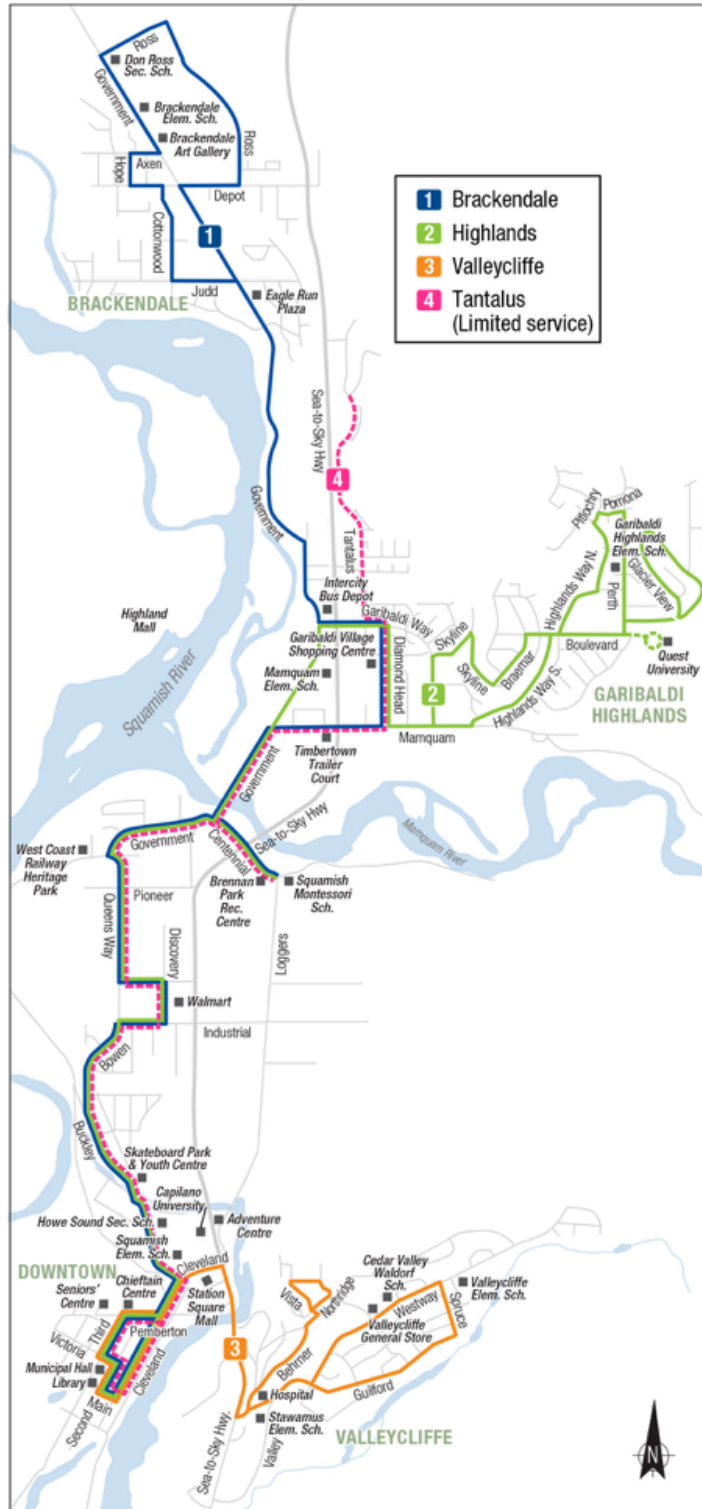 Ross
Don Ross
Sec. Sch.
Government
Brackendale
Elem. Sch.
Brackendale
Art Gallery
Ross
Hope
Axen
Depot
Cottonwood
1
Judd
BRACKENDALE
Eagle Run
Plaza
1 Brackendale
2 Highlands
3 Valleycliffe
4 Tantalus
(Limited service)
Sea-to-Sky Hwy
4
Government
Tantalus
Pitlochry
Pomona
Garibaldi
Highlands
Elem. Sch.
Glacier View
Highlands Way N.
Perth
Intercity
Bus Depot
Garibaldi Way
Highland
Mall
Garibaldi Village
Shopping Centre
Diamond Head
Skyline
Skyline
Braemar
Boulevard
Quest
University
Mamquam
Elem. Sch.
2
Highlands Way S.
GARIBALDI
HIGHLANDS
Squamish River
Mamquam
Government
Timbertown
Trailer
Court
Sea-to-Sky Hwy
Mamquam River
Government
Centennial
West Coast
Railway
Heritage
Park
Pioneer
Brennan
Park
Rec.
Centre
Squamish
Montessori
Sch.
Queens Way
Discovery
Loggers
Walmart
Industrial
Bowen
Buckley
Skateboard Park
& Youth Centre
Capilano
University
Howe Sound Sec. Sch.
Adventure
Centre
Squamish
Elem. Sch.
Cleveland
DOWNTOWN
Seniors'
Centre
Chieftain
Centre
Station
Square
Mall
Third
Pemberton
Victoria
Cleveland
Municipal Hall
Library
Main
Second
3
Vista
Northridge
Cedar Valley
Waldorf
Sch.
Westway
Valleycliffe
Elem. Sch.
Spruce
Valleycliffe
General Store
Behrner
Hospital
Guilford
Stawamus
Elem. Sch.
Sea-to-Sky Hwy.
Valley
VALLEYCLIFFE
N